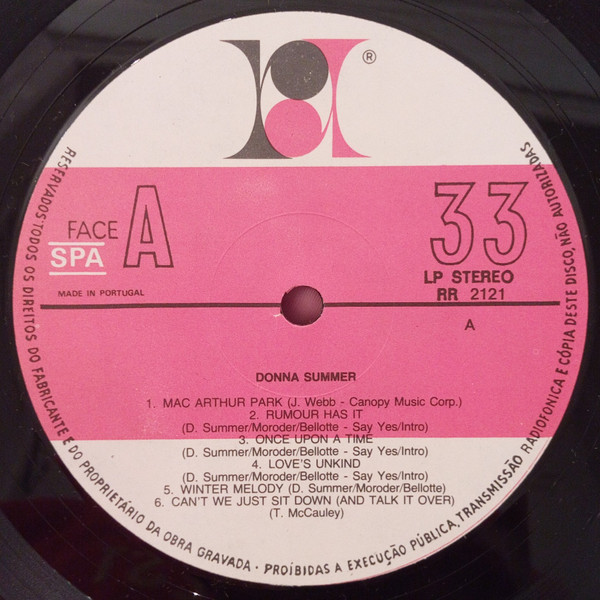 ®
FACE A
SPA
MADE IN PORTUGAL
33
LP STEREO
RR 2121
A
DONNA SUMMER
1. MAC ARTHUR PARK (J. Webb - Canopy Music Corp.)
2. RUMOUR HAS IT
(D. Summer/Moroder/Bellotte - Say Yes/Intro)
3. ONCE UPON A TIME
(D. Summer/Moroder/Bellotte - Say Yes/Intro)
4. LOVE'S UNKIND
(D. Summer/Moroder/Bellotte - Say Yes/Intro)
5. WINTER MELODY (D. Summer/Moroder/Bellotte)
6. CAN'T WE JUST SIT DOWN (AND TALK IT OVER)
(T. McCauley)
RESERVADOS TODOS OS DIREITOS DO FABRICANTE E DO PROPRIETÁRIO DA OBRA GRAVADA - PROÍBIDAS A EXECUÇÃO PÚBLICA, TRANSMISSÃO RADIOFÓNICA E CÓPIA DESTE DISCO, NÃO AUTORIZADAS